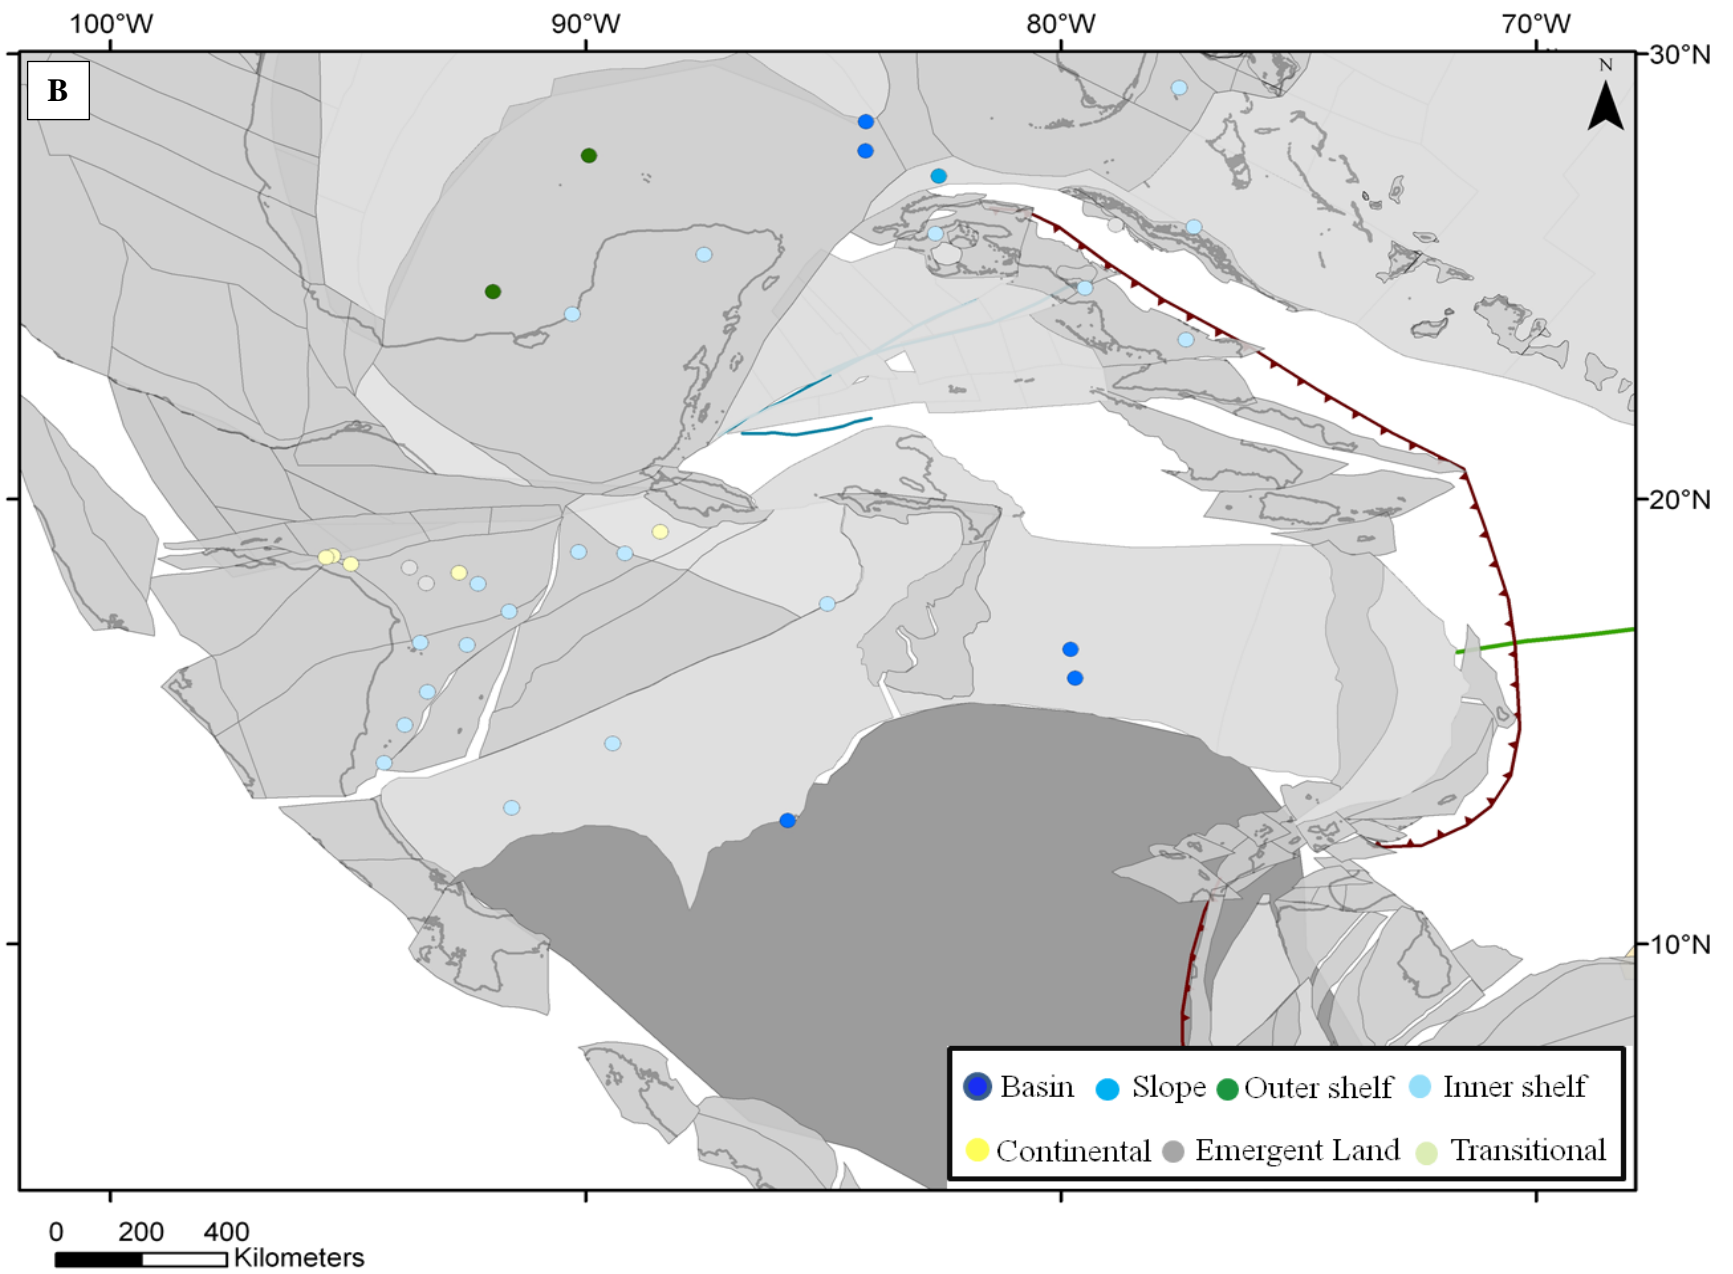 100°W 90°W 80°W 70°W
30°N
B
N
20°N
10°N
Basin Slope Outer shelf Inner shelf
Continental Emergent Land Transitional
0 200 400
Kilometers